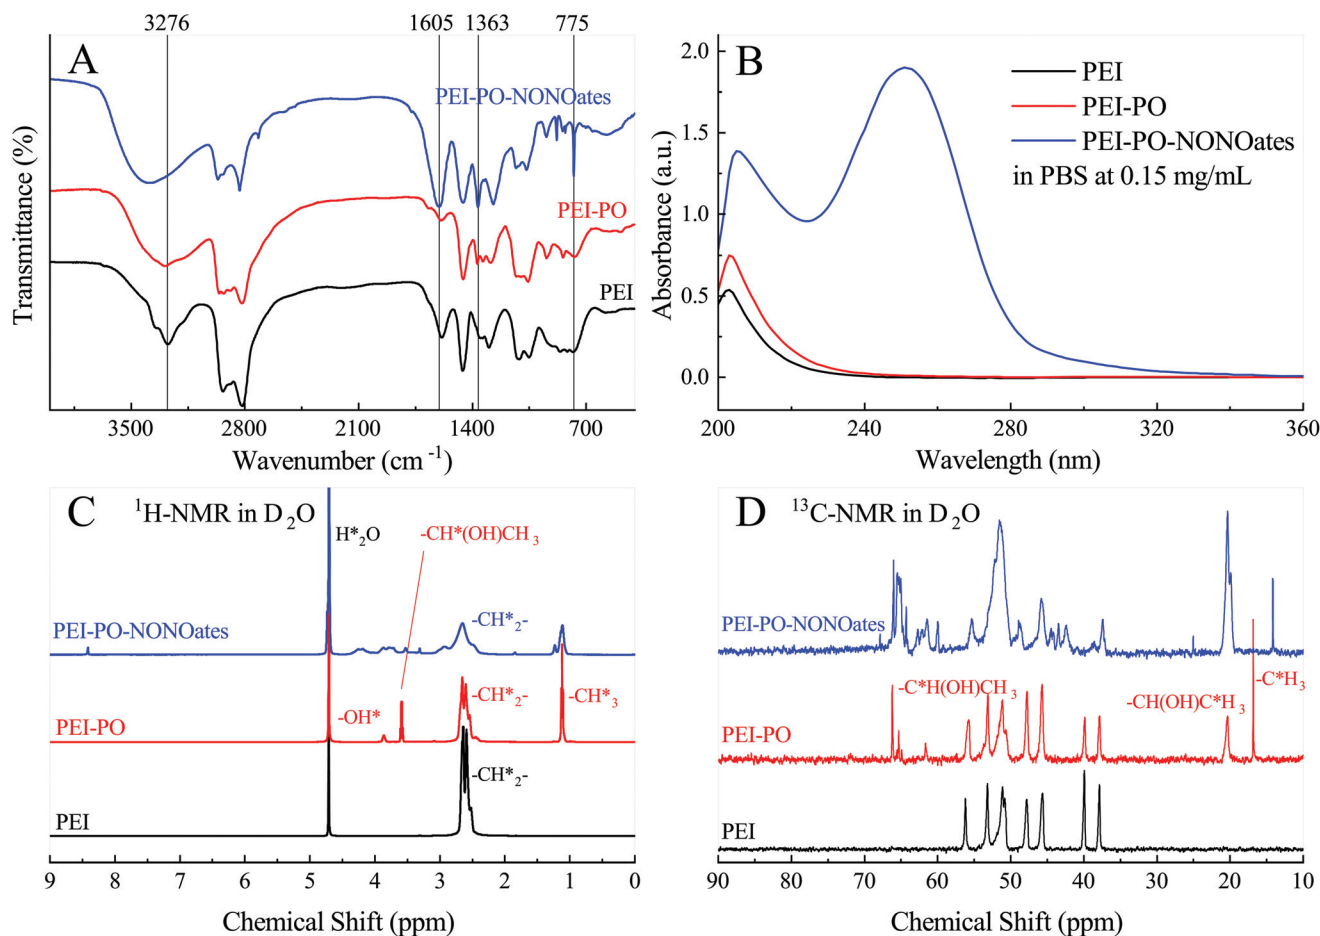 3276 1605 1363 775
A
PEI-PO-NONOates
PEI-PO
PEI
Transmittance (%)
3500 2800 2100 1400 700
Wavenumber (cm⁻¹)
B
PEI
PEI-PO
PEI-PO-NONOates
in PBS at 0.15 mg/mL
Absorbance (a.u.)
2.0
1.5
1.0
0.5
0.0
200 240 280 320 360
Wavelength (nm)
C
¹H-NMR in D₂O
H*₂O
-CH*(OH)CH₃
PEI-PO-NONOates
-CH*₂-
-OH*
-CH*₂-
-CH*₃
PEI-PO
-CH*₂-
PEI
9 8 7 6 5 4 3 2 1 0
Chemical Shift (ppm)
D
¹³C-NMR in D₂O
PEI-PO-NONOates
-C*H(OH)CH₃
-CH(OH)C*H₃
-C*H₃
PEI-PO
PEI
90 80 70 60 50 40 30 20 10
Chemical Shift (ppm)